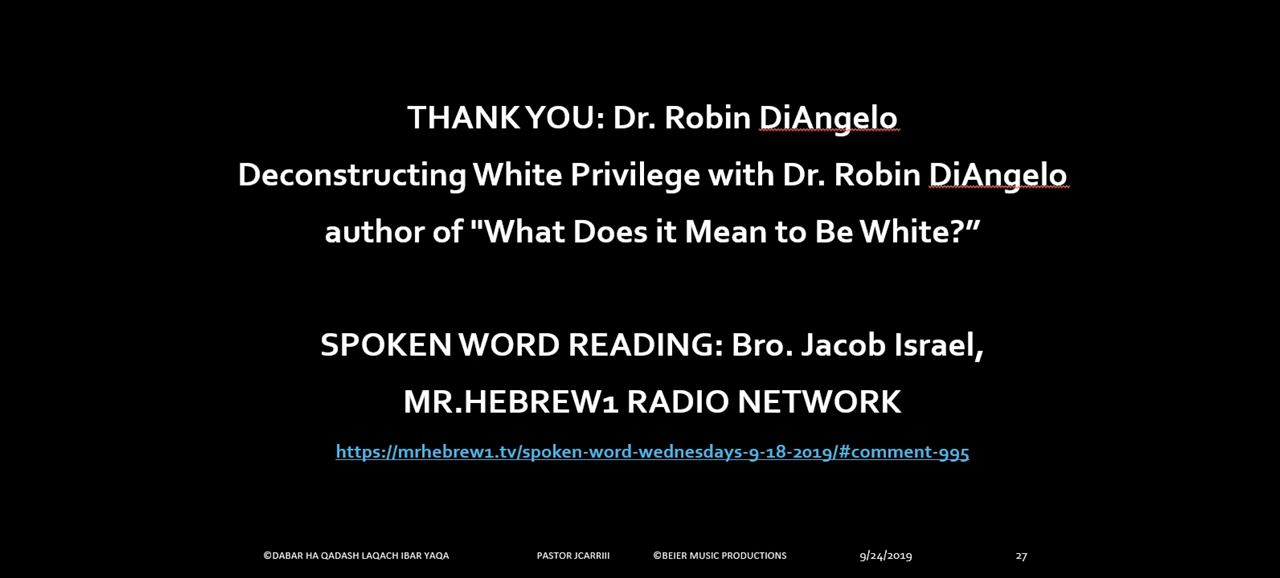 THANK YOU: Dr. Robin DiAngelo
Deconstructing White Privilege with Dr. Robin DiAngelo
author of "What Does it Mean to Be White?”
SPOKEN WORD READING: Bro. Jacob Israel,
MR.HEBREW1 RADIO NETWORK
https://mrhebrew1.tv/spoken-word-wednesdays-9-18-2019/#comment-995
©DABAR HA QADASH LAQACH IBAR YAQA PASTOR JCARRIII ©BEIER MUSIC PRODUCTIONS 9/24/2019 27